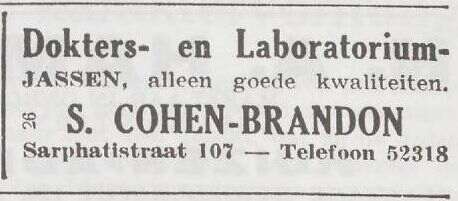 Dokters- en Laboratorium-
JASSEN, alleen goede kwaliteiten.
26 S. COHEN-BRANDON
Sarphatistraat 107 — Telefoon 52318